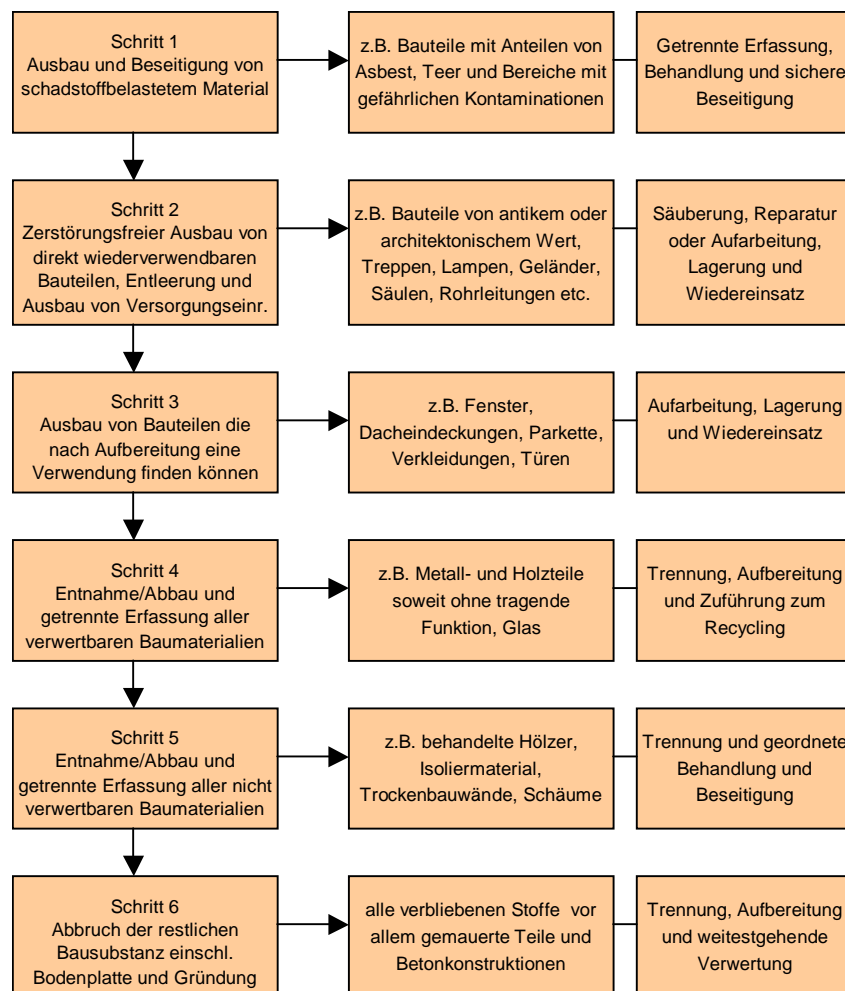 Schritt 1
Ausbau und Beseitigung von
schadstoffbelastetem Material
z.B. Bauteile mit Anteilen von
Asbest, Teer und Bereiche mit
gefährlichen Kontaminationen
Getrennte Erfassung,
Behandlung und sichere
Beseitigung
Schritt 2
Zerstörungsfreier Ausbau von
direkt wiederverwendbaren
Bauteilen, Entleerung und
Ausbau von Versorgungseinr.
z.B. Bauteile von antikem oder
architektonischem Wert,
Treppen, Lampen, Geländer,
Säulen, Rohrleitungen etc.
Säuberung, Reparatur
oder Aufarbeitung,
Lagerung und
Wiedereinsatz
Schritt 3
Ausbau von Bauteilen die
nach Aufbereitung eine
Verwendung finden können
z.B. Fenster,
Dacheindeckungen, Parkette,
Verkleidungen, Türen
Aufarbeitung, Lagerung
und Wiedereinsatz
Schritt 4
Entnahme/Abbau und
getrennte Erfassung aller
verwertbaren Baumaterialien
z.B. Metall- und Holzteile
soweit ohne tragende
Funktion, Glas
Trennung, Aufbereitung
und Zuführung zum
Recycling
Schritt 5
Entnahme/Abbau und
getrennte Erfassung aller nicht
verwertbaren Baumaterialien
z.B. behandelte Hölzer,
Isoliermaterial,
Trockenbauwände, Schäume
Trennung und geordnete
Behandlung und
Beseitigung
Schritt 6
Abbruch der restlichen
Bausubstanz einschl.
Bodenplatte und Gründung
alle verbliebenen Stoffe vor
allem gemauerte Teile und
Betonkonstruktionen
Trennung, Aufbereitung
und weitestgehende
Verwertung